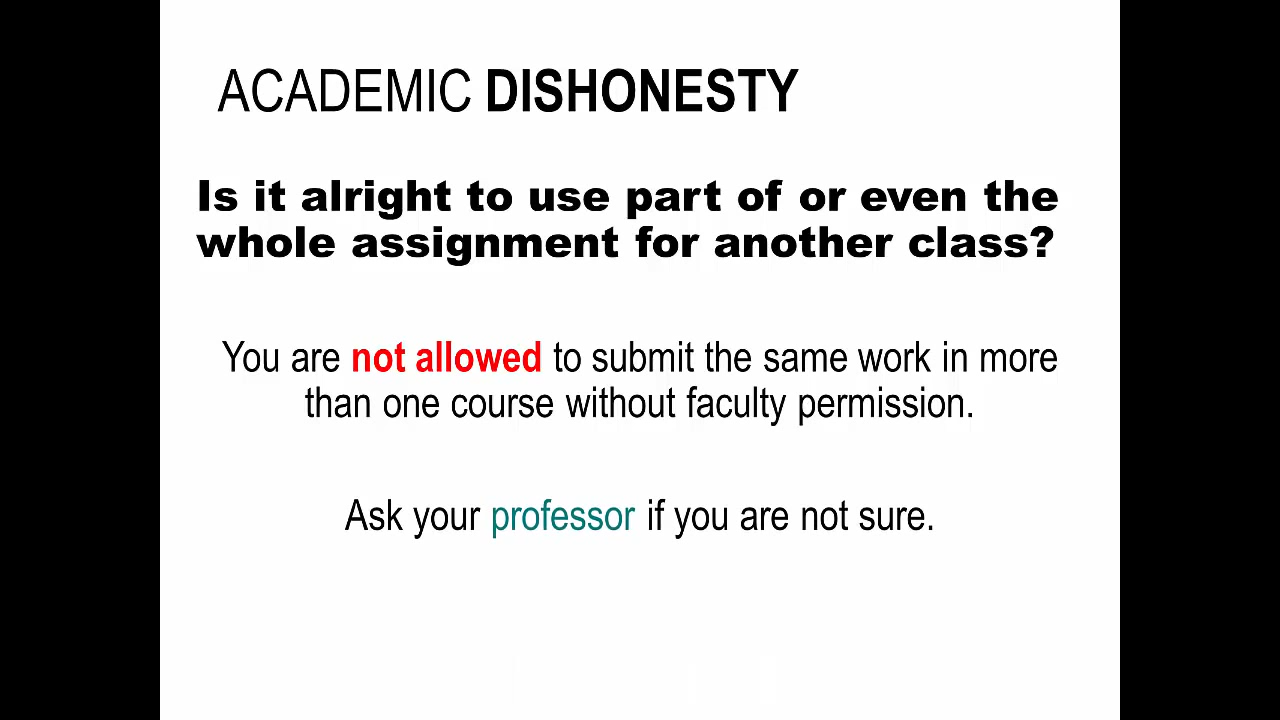 ACADEMIC DISHONESTY
Is it alright to use part of or even the
whole assignment for another class?
You are not allowed to submit the same work in more
than one course without faculty permission.
Ask your professor if you are not sure.